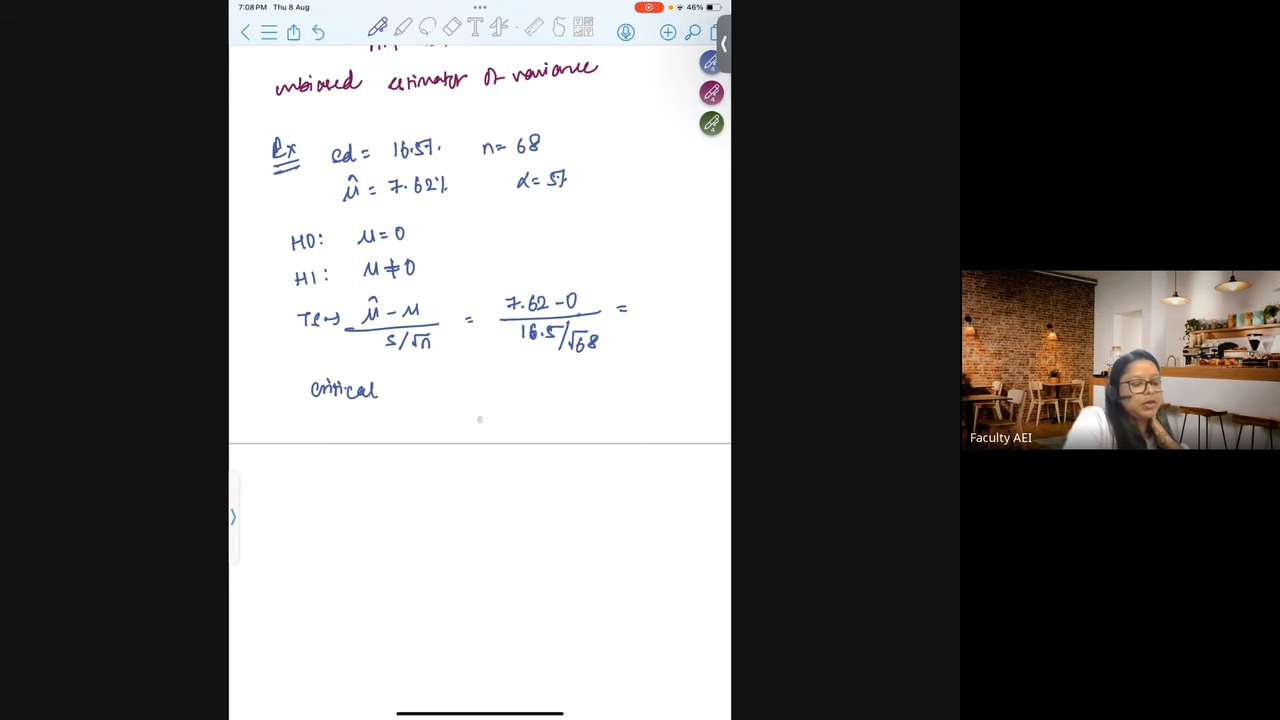 7:08 PM Thu 8 Aug
46%
unbiased estimator of variance
Ex sd = 16.5% n = 68
μ̂ = 7.62% α = 5%
H0: μ = 0
H1: μ ≠ 0
TS → μ̂ - μ / s/√n = 7.62 - 0 / 16.5/√68 =
critical
6
Faculty AEI